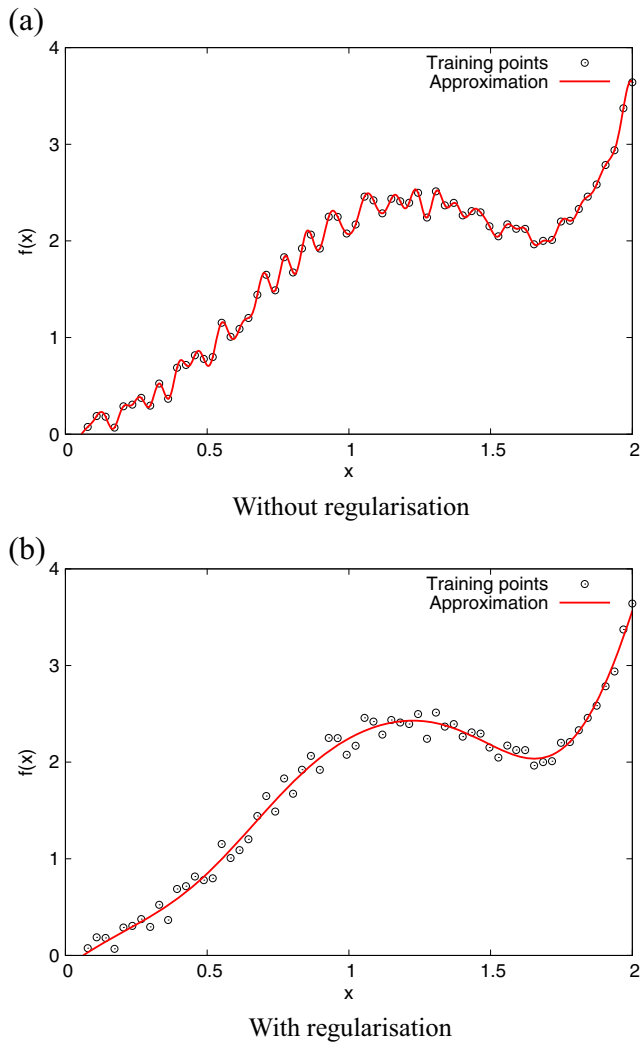 (a)
4
3
2
1
0
f(x)
Training points
Approximation
0 0.5 1 1.5 2
x
Without regularisation
(b)
4
3
2
1
0
f(x)
Training points
Approximation
0 0.5 1 1.5 2
x
With regularisation